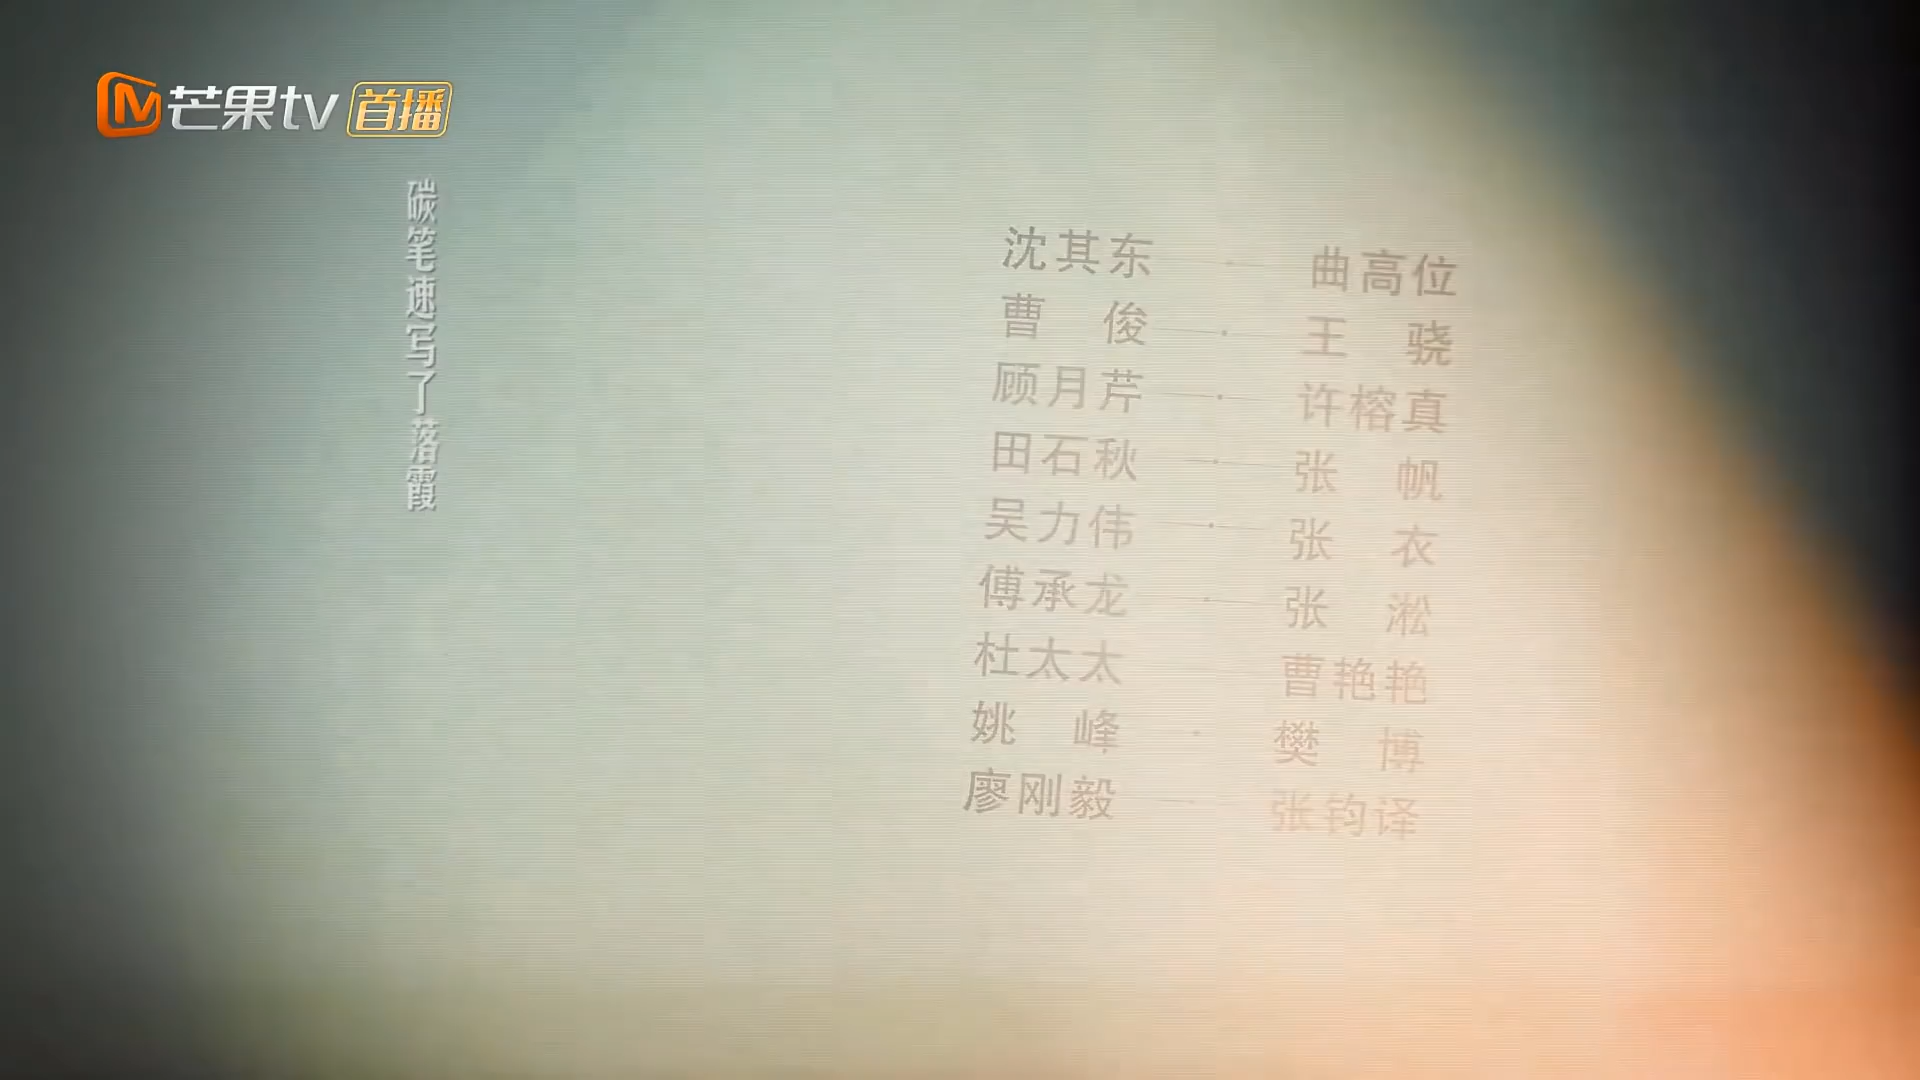 芒果tv 首播
碳笔速写了落霞
沈其东 · 曲高位
曹 俊 · 王 骁
顾月芹 · 许榕真
田石秋 · 张 帆
吴力伟 · 张 衣
傅承龙 · 张 淞
杜太太 曹艳艳
姚 峰 · 樊 博
廖刚毅 · 张钧译